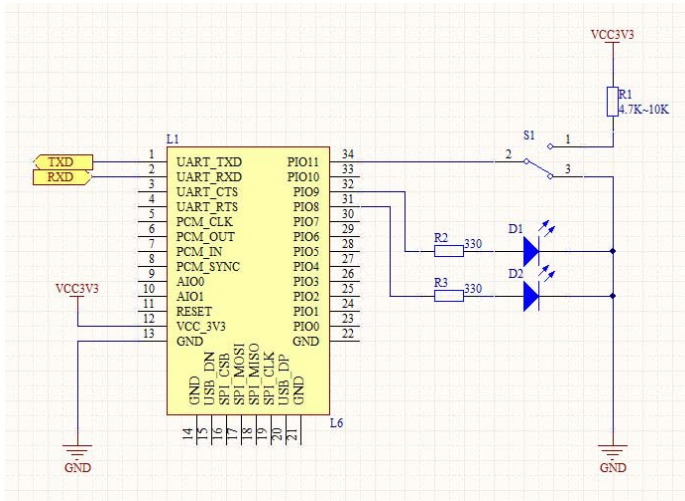 VCC3V3
R1
4.7K~10K
S1
1
2
3
L1
TXD
RXD
1 UART_TXD PIO11 34
2 UART_RXD PIO10 33
3 UART_CTS PIO9 32
4 UART_RTS PIO8 31
5 PCM_CLK PIO7 30
6 PCM_OUT PIO6 29
7 PCM_IN PIO5 28
8 PCM_SYNC PIO4 27
9 AIO0 PIO3 26
10 AIO1 PIO2 25
11 RESET PIO1 24
12 VCC_3V3 PIO0 23
13 GND GND 22
VCC3V3
R2 330
D1
R3 330
D2
GND
USB_DN
SPI_CSB
SPI_MOSI
SPI_MISO
SPI_CLK
USB_DP
GND
14
15
16
17
18
19
20
21
L6
GND
GND